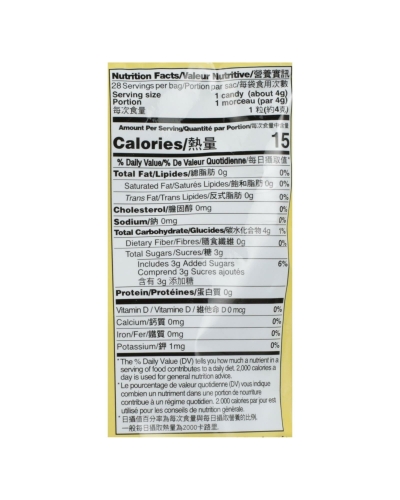 Nutrition Facts/Valeur Nutritive/營養資訊
28 Servings per bag/Portion par sac/每袋食用次數
Serving size 1 candy (about 4g)
Portion 1 morceau (par 4g)
每次食量 1 粒(約4克)
Amount Per Serving/Quantité par Portion/每次食量中含量
Calories/熱量 15
% Daily Value/% De Valeur Quotidienne/每日攝取值*
Total Fat/Lipides/總脂肪 0g 0%
Saturated Fat/Saturés Lipides/飽和脂肪 0g 0%
Trans Fat/Trans Lipides/反式脂肪 0g 0%
Cholesterol/膽固醇 0mg 0%
Sodium/鈉 0mg 0%
Total Carbohydrate/Glucides/碳水化合物 4g 1%
Dietary Fiber/Fibres/膳食纖維 0g 0%
Total Sugars/Sucres/糖 3g
Includes 3g Added Sugars 6%
Comprend 3g Sucres ajoutés
含有 3g 添加糖
Protein/Protéines/蛋白質 0g
Vitamin D / Vitamine D / 維他命 D 0 mcg 0%
Calcium/鈣質 0mg 0%
Iron/Fer/鐵質 0mg 0%
Potassium/鉀 1mg 0%
*The % Daily Value (DV) tells you how much a nutrient in a
serving of food contributes to a daily diet. 2,000 calories a
day is used for general nutrition advice.
*Le pourcentage de valeur quotidienne (DV) vous indique
combien un nutriment dans une portion de nourriture
contribue à un régime quotidien. 2.000 calories par jour est
utilisé pour les conseils de nutrition générale.
*日攝值百分率為每次食量與每日攝取營養的比例,
一般每日攝取熱量為2000卡路里.